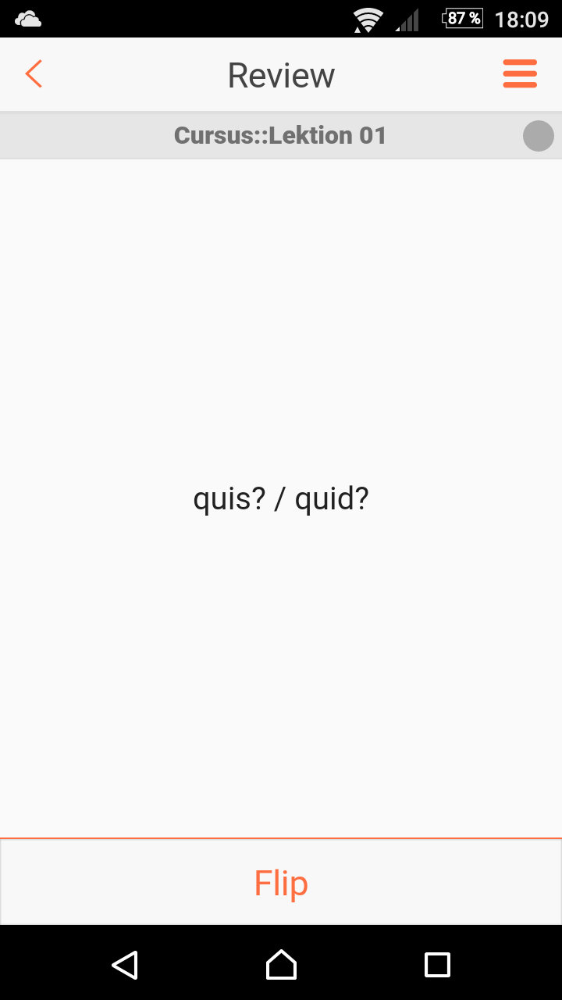 87 % 18:09
Review
Cursus::Lektion 01
quis? / quid?
Flip